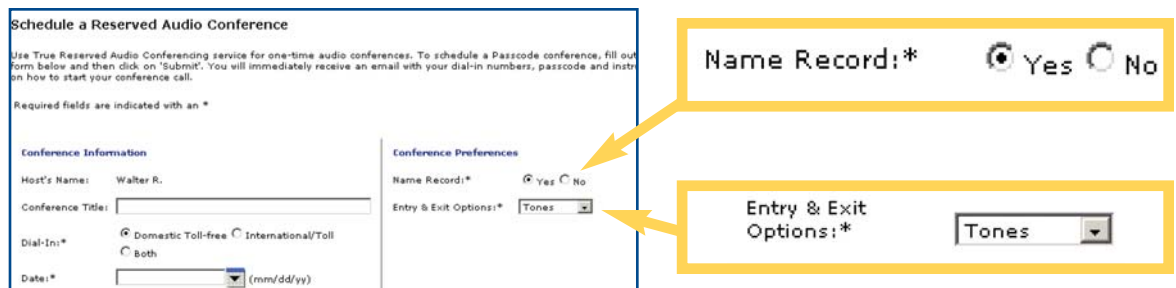 Schedule a Reserved Audio Conference
Use True Reserved Audio Conferencing service for one-time audio conferences. To schedule a Passcode conference, fill out
form below and then click on 'Submit'. You will immediately receive an email with your dial-in numbers, passcode and instr
on how to start your conference call.
Required fields are indicated with an *
Conference Information
Host's Name: Walter R.
Conference Title:
Dial-In:* Domestic Toll-free International/Toll
Both
Date:* (mm/dd/yy)
Conference Preferences
Name Record:* Yes No
Entry & Exit Options:* Tones
Name Record:* Yes No
Entry & Exit
Options:* Tones